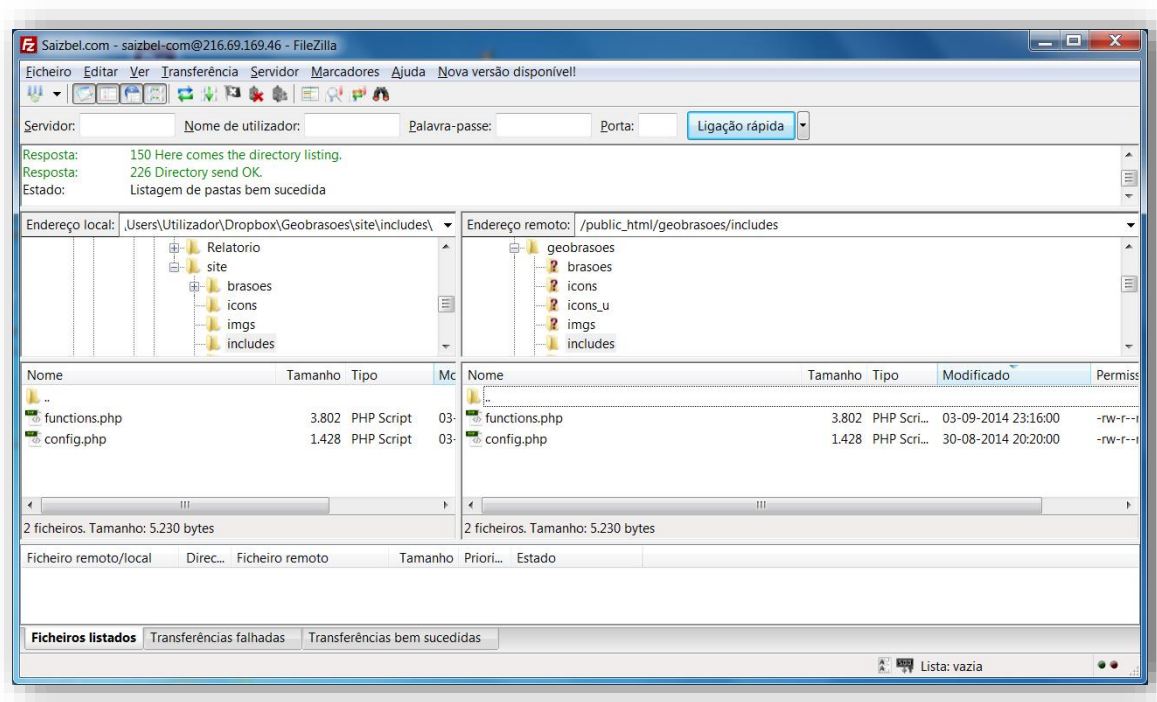 Saizbel.com - saizbel-com@216.69.169.46 - FileZilla
Ficheiro Editar Ver Transferência Servidor Marcadores Ajuda Nova versão disponível!
Servidor: Nome de utilizador: Palavra-passe: Porta: Ligação rápida
Resposta: 150 Here comes the directory listing.
Resposta: 226 Directory send OK.
Estado: Listagem de pastas bem sucedida
Endereço local: Users\Utilizador\Dropbox\Geobrasoes\site\includes\ Endereço remoto: /public_html/geobrasoes/includes
Relatorio geobrasoes
site brasoes
brasoes icons
icons icons_u
imgs imgs
includes includes
Nome Tamanho Tipo Mc Nome Tamanho Tipo Modificado Permiss
.. ..
functions.php 3.802 PHP Script 03- functions.php 3.802 PHP Scri... 03-09-2014 23:16:00 -rw-r--r
config.php 1.428 PHP Script 03- config.php 1.428 PHP Scri... 30-08-2014 20:20:00 -rw-r--r
2 ficheiros. Tamanho: 5.230 bytes 2 ficheiros. Tamanho: 5.230 bytes
Ficheiro remoto/local Direc... Ficheiro remoto Tamanho Priori... Estado
Ficheiros listados Transferências falhadas Transferências bem sucedidas
Lista: vazia